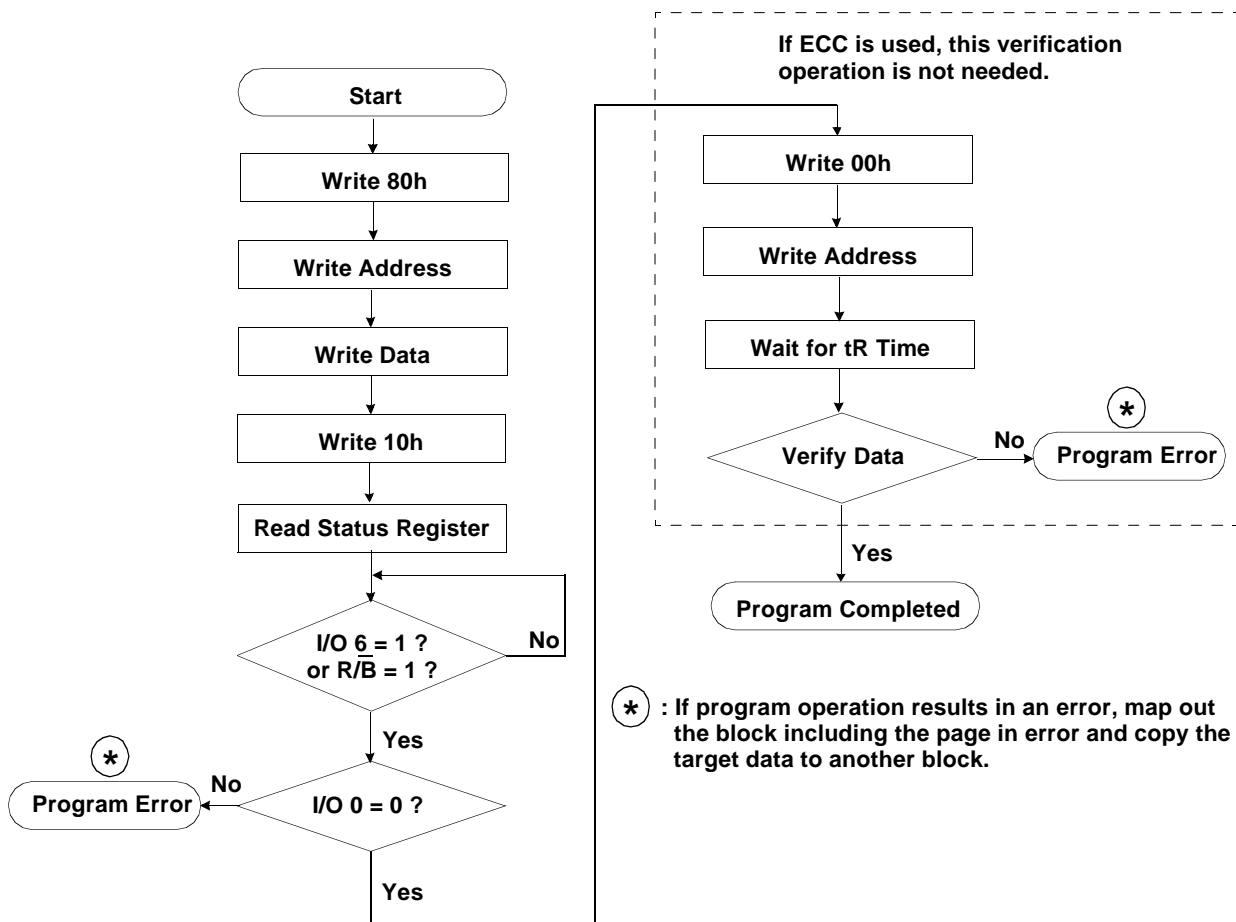 Start
Write 80h
Write Address
Write Data
Write 10h
Read Status Register
I/O 6 = 1 ?
or R/B̅ = 1 ?
No
Yes
*
No
Program Error
I/O 0 = 0 ?
Yes
If ECC is used, this verification
operation is not needed.
Write 00h
Write Address
Wait for tR Time
*
Verify Data
No
Program Error
Yes
Program Completed
* : If program operation results in an error, map out
the block including the page in error and copy the
target data to another block.